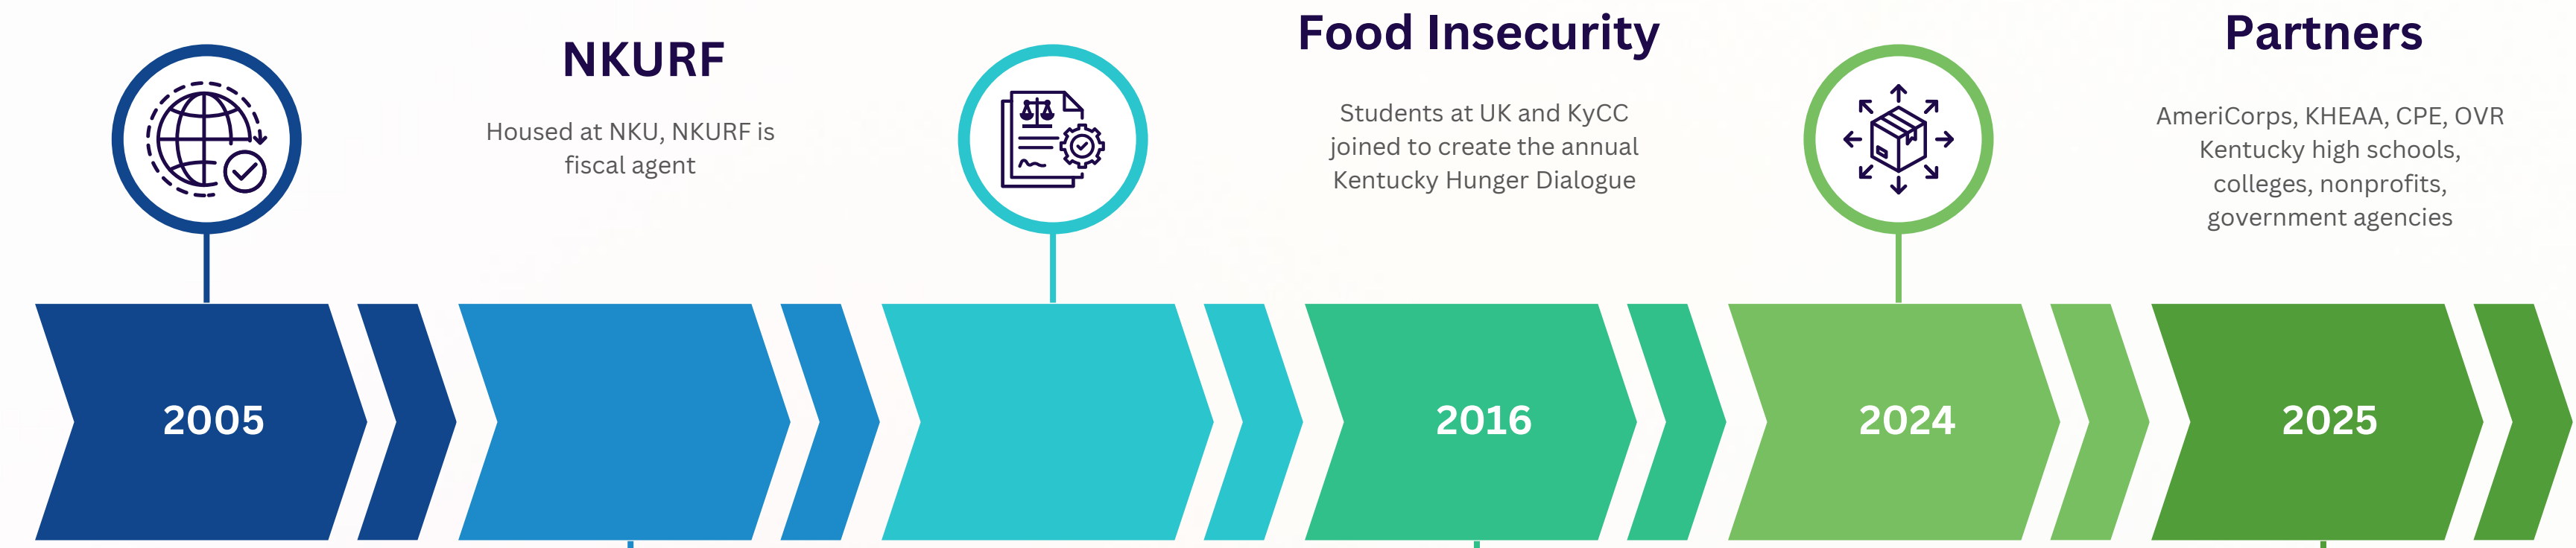 NKURF
Housed at NKU, NKURF is
fiscal agent
Food Insecurity
Students at UK and KyCC
joined to create the annual
Kentucky Hunger Dialogue
Partners
AmeriCorps, KHEAA, CPE, OVR
Kentucky high schools,
colleges, nonprofits,
government agencies
2005
2016
2024
2025